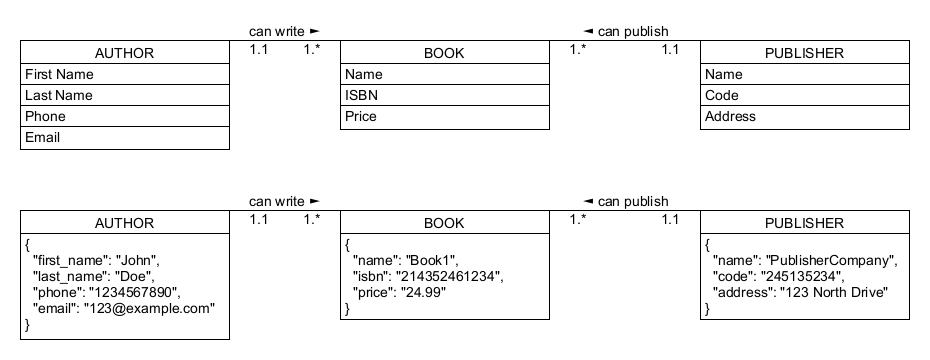 can write ►
◄ can publish
AUTHOR
1.1
1.*
BOOK
1.*
1.1
PUBLISHER
First Name
Name
Name
Last Name
ISBN
Code
Phone
Price
Address
Email
can write ►
◄ can publish
AUTHOR
1.1
1.*
BOOK
1.*
1.1
PUBLISHER
{
"first_name": "John",
"last_name": "Doe",
"phone": "1234567890",
"email": "123@example.com"
}
{
"name": "Book1",
"isbn": "214352461234",
"price": "24.99"
}
{
"name": "PublisherCompany",
"code": "245135234",
"address": "123 North Drive"
}